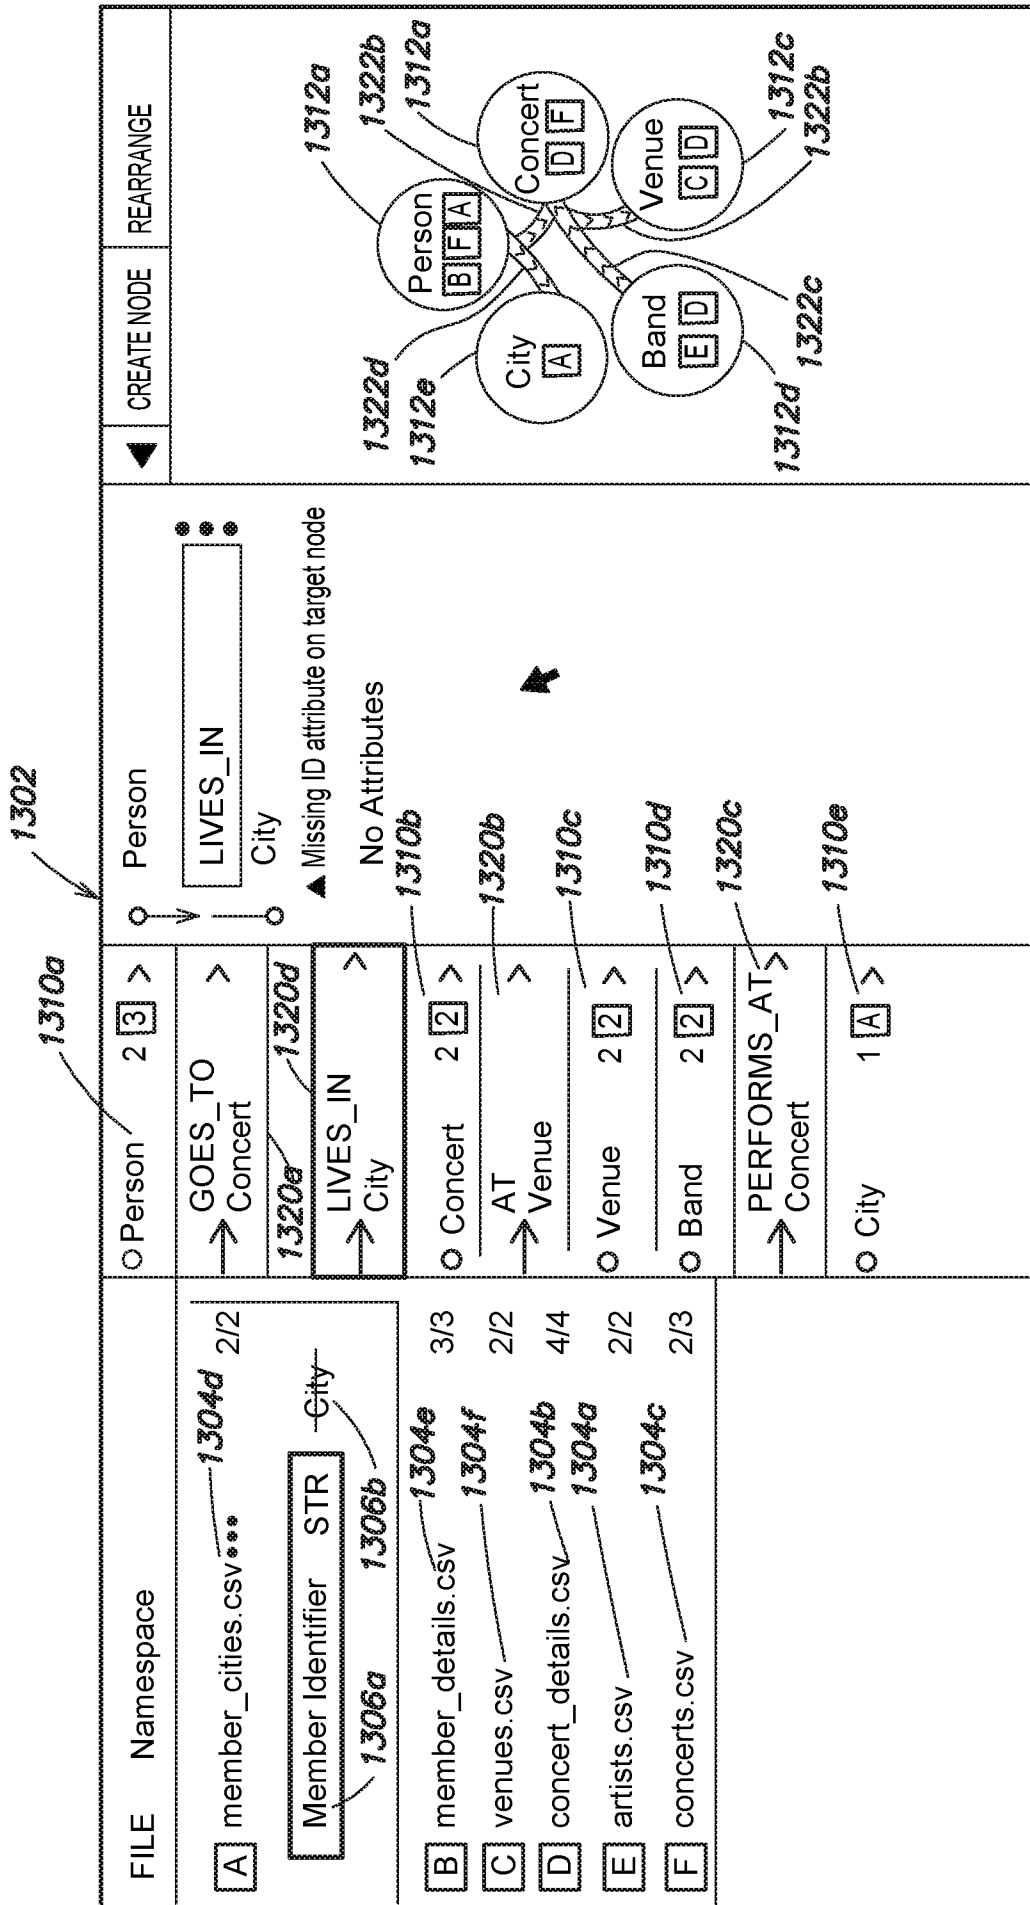 1302
FILE Namespace
A member_cities.csv••• 1304d 2/2
Member Identifier STR City
1306a 1306b
B member_details.csv 1304e 3/3
C venues.csv 1304f 2/2
D concert_details.csv 1304b 4/4
E artists.csv 1304a 2/2
F concerts.csv 1304c 2/3
1310a
Person 2 3 >
GOES_TO >
Concert
1320a 1320d
LIVES_IN >
City
1310b
Concert 2 2 >
1320b
AT >
Venue
1310c
Venue 2 2 >
1310d
Band 2 2 >
1320c
PERFORMS_AT >
Concert
1310e
City 1 A >
Person
LIVES_IN
City
Missing ID attribute on target node
No Attributes
CREATE NODE REARRANGE
1312a
1322b
1312a
1322d
1312e
Person
B F A
Concert
D F
City
A
Band
E D
Venue
C D
1312d
1322c
1312c
1322b